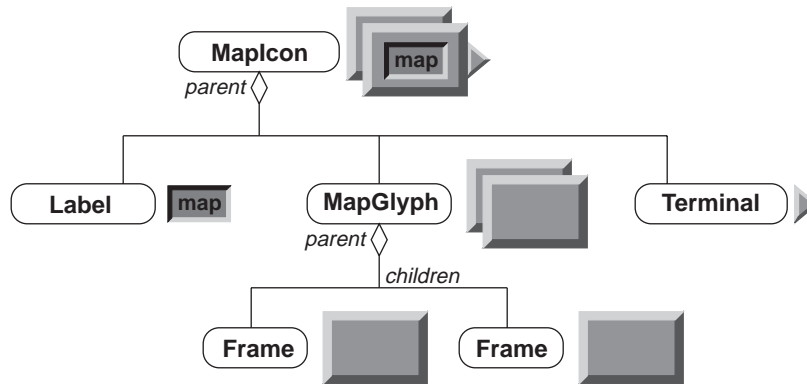 MapIcon
map
parent
Label
map
MapGlyph
Terminal
parent
children
Frame
Frame